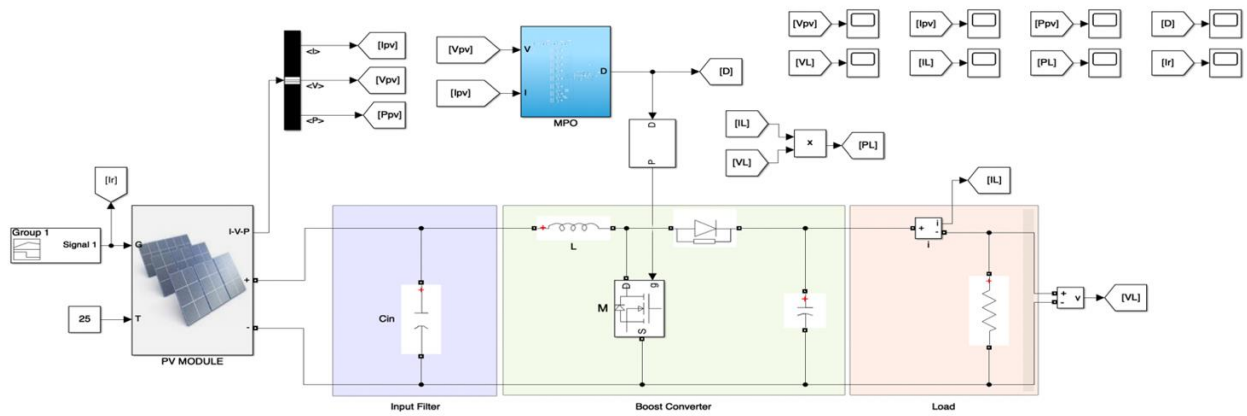 [Vpv]
[Ipv]
[Ppv]
[D]
[VL]
[IL]
[PL]
[Ir]
<I>
[Ipv]
<V>
[Vpv]
<P>
[Ppv]
[Vpv]
V
[Ipv]
I
D
MPO
[D]
D
P
[IL]
[VL]
x
[PL]
[Ir]
Group 1
Signal 1
G
I-V-P
+
25
T
-
PV MODULE
Cin
+
Input Filter
+
L
M
D
g
S
+
Boost Converter
+
i
-
i
[IL]
+
+
-
v
[VL]
Load